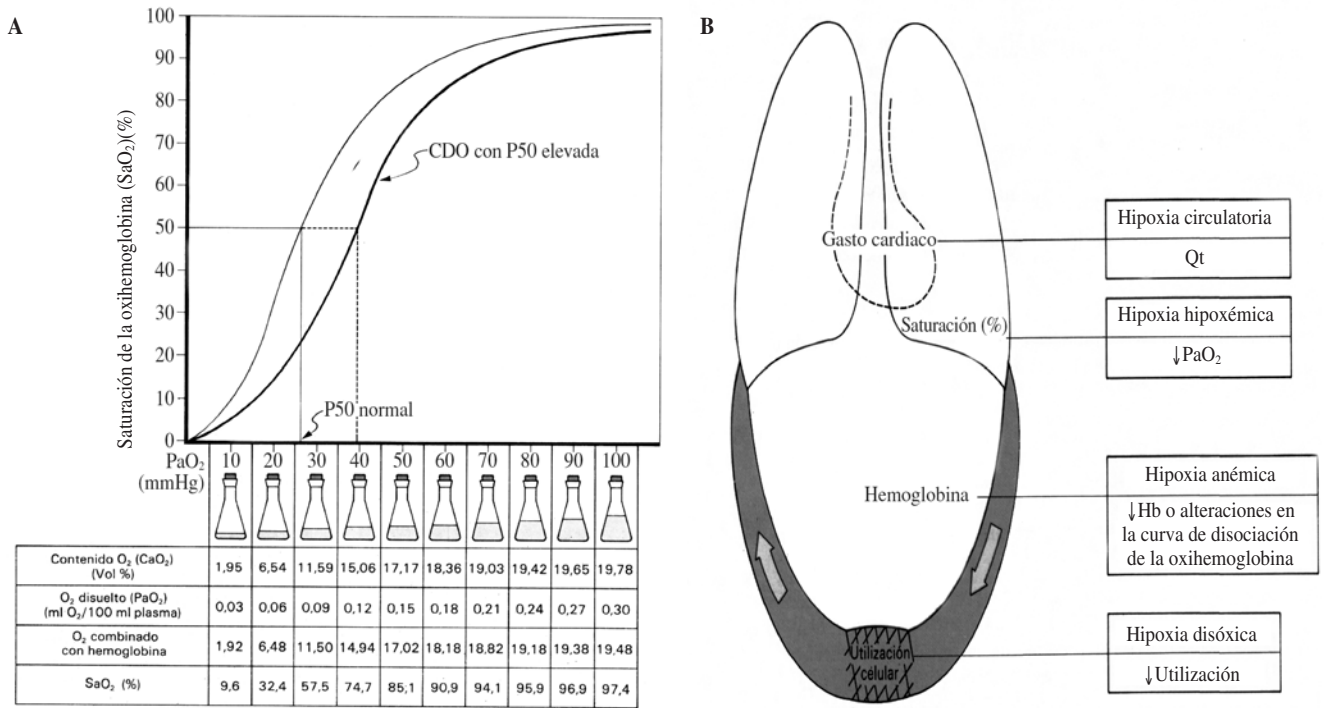 A
Saturación de la oxihemoglobina (SaO₂)(%)
100
90
80
70
60
50
40
30
20
10
0
CDO con P50 elevada
P50 normal
PaO₂ 10 20 30 40 50 60 70 80 90 100
(mmHg)
Contenido O₂ (CaO₂)
(Vol %)
1,95 6,54 11,59 15,06 17,17 18,36 19,03 19,42 19,65 19,78
O₂ disuelto (PaO₂)
(ml O₂/100 ml plasma)
0,03 0,06 0,09 0,12 0,15 0,18 0,21 0,24 0,27 0,30
O₂ combinado
con hemoglobina
1,92 6,48 11,50 14,94 17,02 18,18 18,82 19,18 19,38 19,48
SaO₂ (%)
9,6 32,4 57,5 74,7 85,1 90,9 94,1 95,9 96,9 97,4
B
Gasto cardiaco
Hipoxia circulatoria
Qt
Saturación (%)
Hipoxia hipoxémica
↓PaO₂
Hemoglobina
Hipoxia anémica
↓Hb o alteraciones en
la curva de disociación
de la oxihemoglobina
Utilización
celular
Hipoxia disóxica
↓Utilización